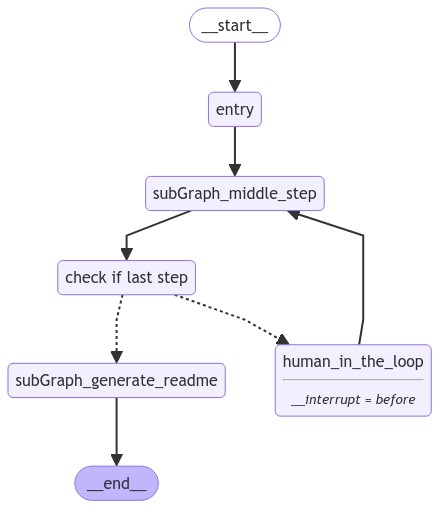 __start__
entry
subGraph_middle_step
check if last step
human_in_the_loop
__interrupt = before
subGraph_generate_readme
__end__